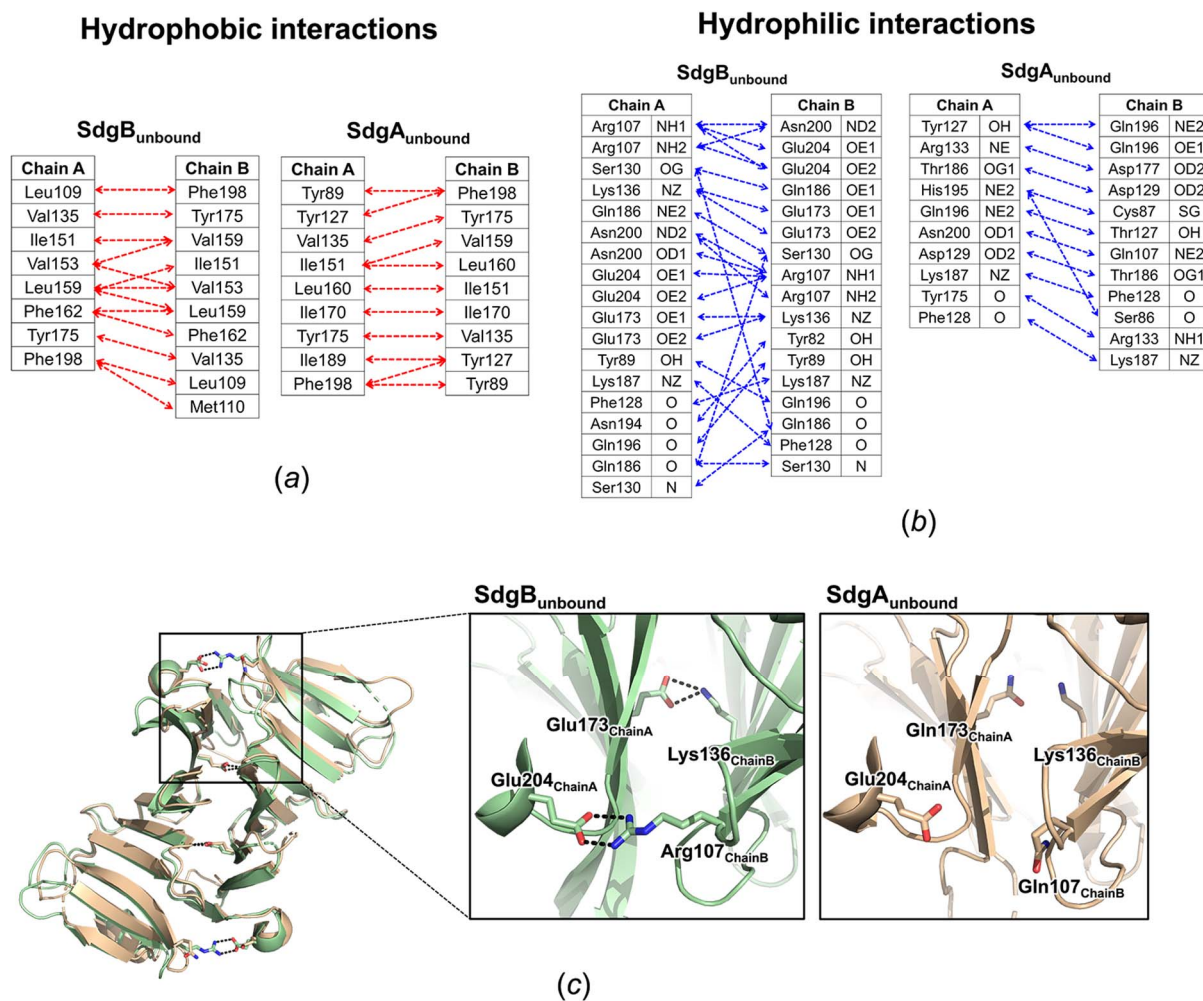 Hydrophobic interactions
SdgBunbound
Chain A
Leu109
Val135
Ile151
Val153
Leu159
Phe162
Tyr175
Phe198
Chain B
Phe198
Tyr175
Val159
Ile151
Val153
Leu159
Phe162
Val135
Leu109
Met110
SdgAunbound
Chain A
Tyr89
Tyr127
Val135
Ile151
Leu160
Ile170
Tyr175
Ile189
Phe198
Chain B
Phe198
Tyr175
Val159
Leu160
Ile151
Ile170
Val135
Tyr127
Tyr89
(a)
Hydrophilic interactions
SdgBunbound
Chain A
Arg107 NH1
Arg107 NH2
Ser130 OG
Lys136 NZ
Gln186 NE2
Asn200 ND2
Asn200 OD1
Glu204 OE1
Glu204 OE2
Glu173 OE1
Glu173 OE2
Tyr89 OH
Lys187 NZ
Phe128 O
Asn194 O
Gln196 O
Gln186 O
Ser130 N
Chain B
Asn200 ND2
Glu204 OE1
Glu204 OE2
Gln186 OE1
Glu173 OE1
Glu173 OE2
Ser130 OG
Arg107 NH1
Arg107 NH2
Lys136 NZ
Tyr82 OH
Tyr89 OH
Lys187 NZ
Gln196 O
Gln186 O
Phe128 O
Ser130 N
SdgAunbound
Chain A
Tyr127 OH
Arg133 NE
Thr186 OG1
His195 NE2
Gln196 NE2
Asn200 OD1
Asp129 OD2
Lys187 NZ
Tyr175 O
Phe128 O
Chain B
Gln196 NE2
Gln196 OE1
Asp177 OD2
Asp129 OD2
Cys87 SG
Thr127 OH
Gln107 NE2
Thr186 OG1
Phe128 O
Ser86 O
Arg133 NH1
Lys187 NZ
(b)
SdgBunbound
Glu173ChainA
Lys136ChainB
Glu204ChainA
Arg107ChainB
SdgAunbound
Gln173ChainA
Lys136ChainB
Glu204ChainA
Gln107ChainB
(c)